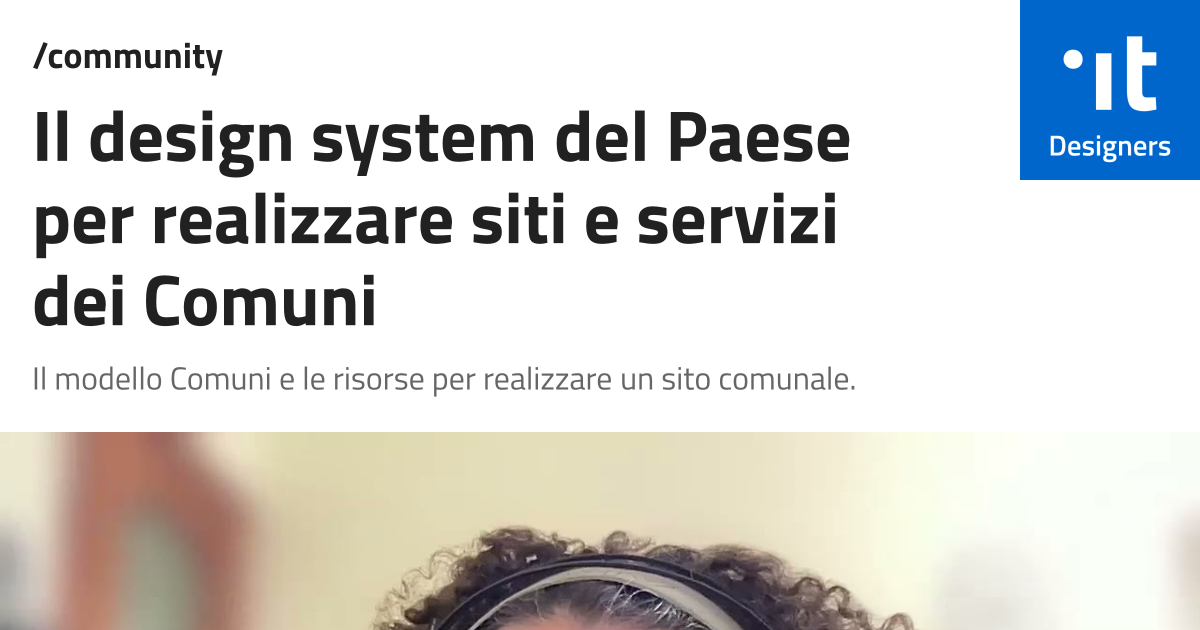 /community
Il design system del Paese
per realizzare siti e servizi
dei Comuni
Il modello Comuni e le risorse per realizzare un sito comunale.
it
Designers